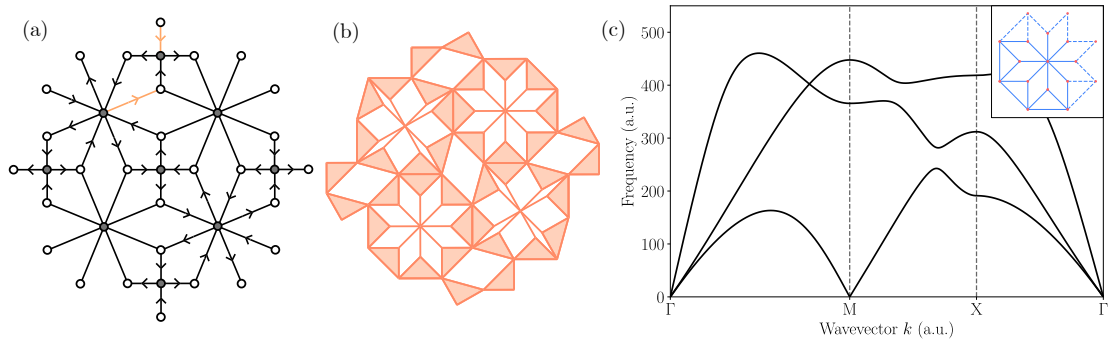 (a)
(b)
(c)
Frequency (a.u.)
500
400
300
200
100
0
Γ
M
X
Γ
Wavevector k (a.u.)